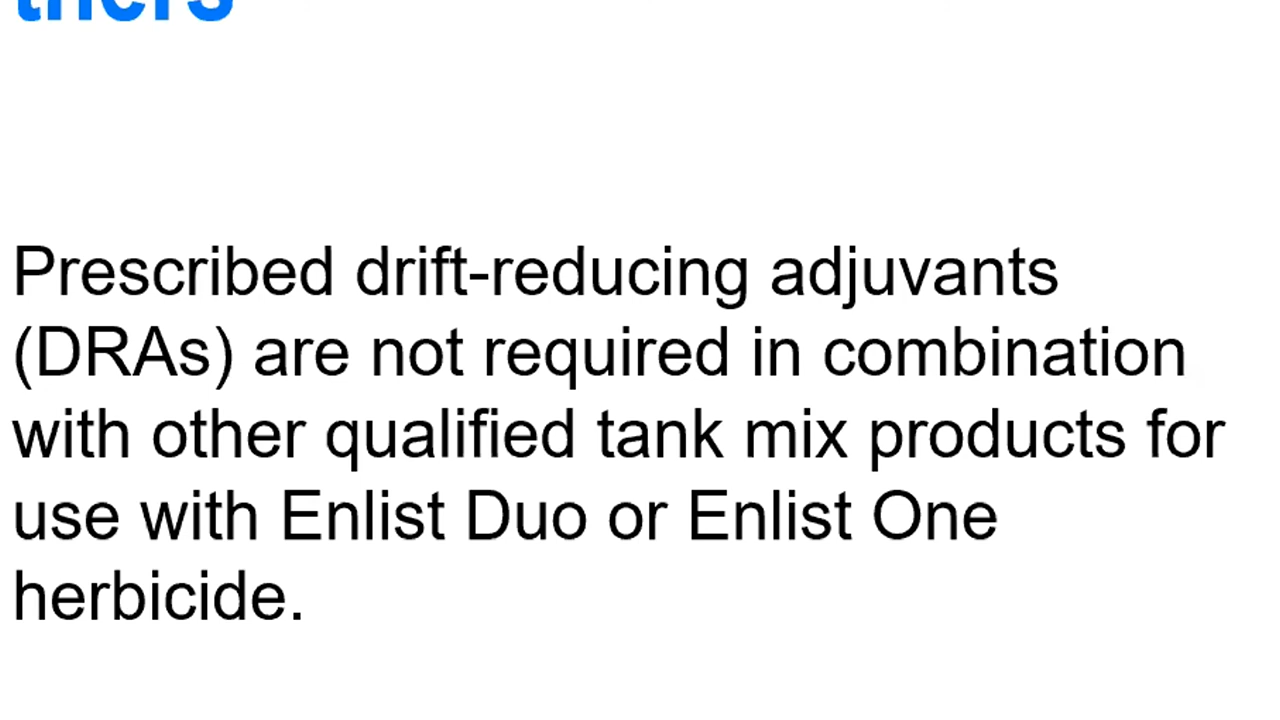 thers
Prescribed drift-reducing adjuvants
(DRAs) are not required in combination
with other qualified tank mix products for
use with Enlist Duo or Enlist One
herbicide.